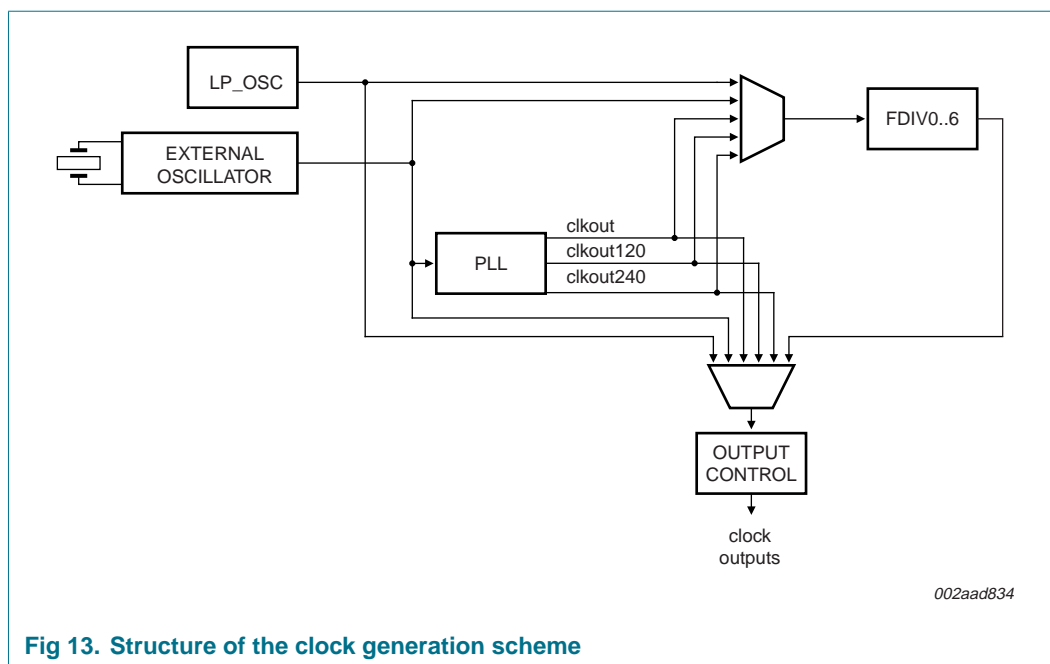 LP_OSC
FDIV0..6
EXTERNAL
OSCILLATOR
clkout
PLL
clkout120
clkout240
OUTPUT
CONTROL
clock
outputs
002aad834
Fig 13. Structure of the clock generation scheme